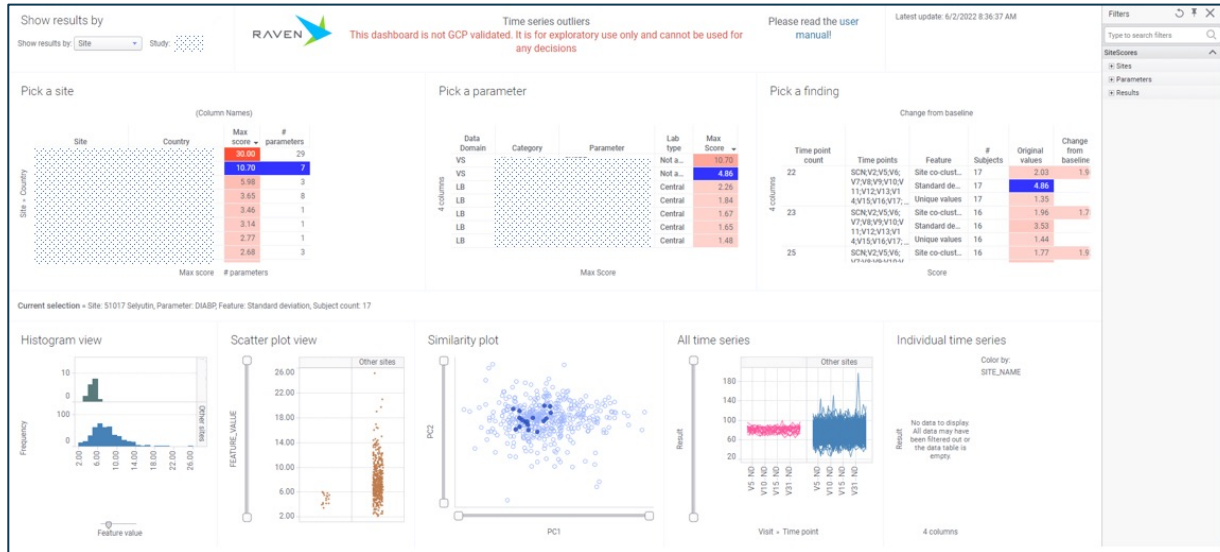 Show results by
Show results by: Site
Study:
RAVEN
Time series outliers
This dashboard is not GCP validated. It is for exploratory use only and cannot be used for
any decisions
Please read the user
manual!
Latest update: 6/2/2022 8:36:37 AM
Filters
Type to search filters
SiteScores
Sites
Parameters
Results
Pick a site
(Column Names)
Site Country Max score # parameters
30.00 29
10.70 7
5.98 3
3.65 8
3.46 1
3.14 1
2.77 1
2.68 3
Site + Country
Max score # parameters
Pick a parameter
Data Domain Category Parameter Lab type Max Score
VS Not a... 10.70
VS Not a... 4.86
LB Central 2.26
LB Central 1.84
LB Central 1.67
LB Central 1.65
LB Central 1.48
4 columns
Max Score
Pick a finding
Change from baseline
Time point count Time points Feature # Subjects Original values Change from baseline
22 SCN;V2;V5;V6; Site co-clust... 17 2.03 1.9
V7;V8;V9;V10;V Standard de... 17 4.86
11;V12;V13;V1
4;V15;V16;V17; ... Unique values 17 1.35
23 SCN;V2;V5;V6; Site co-clust... 16 1.96 1.7
V7;V8;V9;V10;V Standard de... 16 3.53
11;V12;V13;V1
4;V15;V16;V17; ... Unique values 16 1.44
25 SCN;V2;V5;V6; Site co-clust... 16 1.77 1.9
4 columns
Score
Current selection = Site: 51017 Selyutin, Parameter: DIABP, Feature: Standard deviation, Subject count: 17
Histogram view
Frequency
10
0
100
0
Other sites
2.00 6.00 10.00 14.00 18.00 22.00 26.00
Feature value
Scatter plot view
Other sites
FEATURE_VALUE
26.00
22.00
18.00
14.00
10.00
6.00
2.00
Similarity plot
PC2
PC1
All time series
Other sites
Result
180
140
100
60
20
V5 ND V10 ND V15 ND V31 ND V5 ND V10 ND V15 ND V31 ND
Visit + Time point
Individual time series
Color by:
SITE_NAME
Result
No data to display.
All data may have
been filtered out or
the data table is
empty.
4 columns